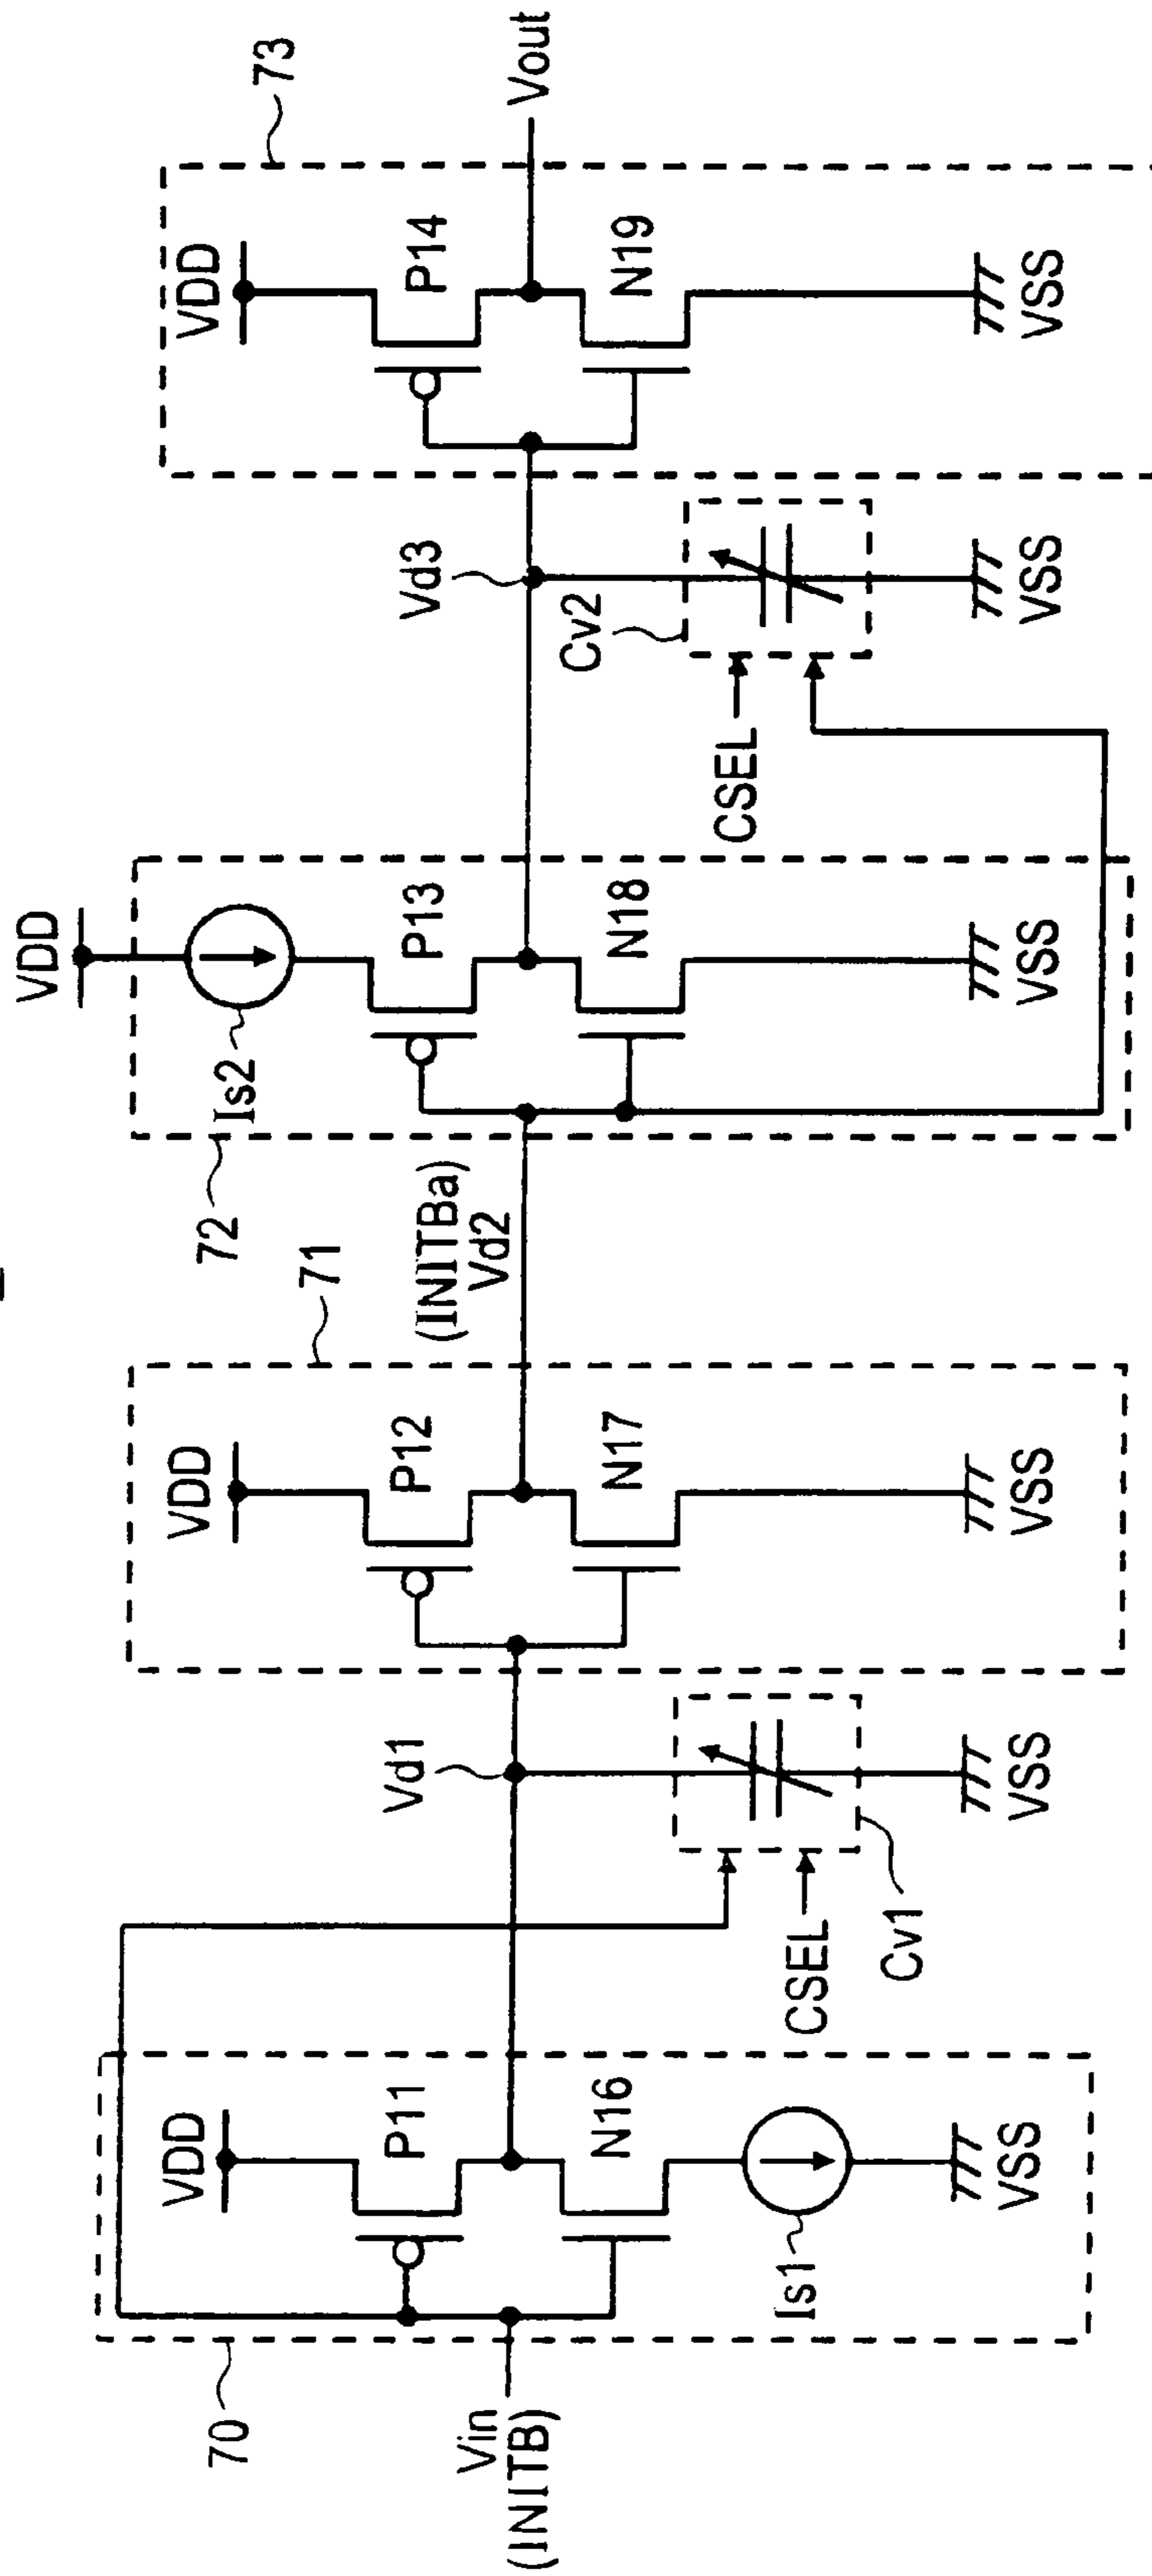 73
VDD
P14
N19
VSS
Vout
Vd3
Cv2
CSEL
VSS
VDD
Is2
P13
N18
VSS
72
(INITBa)
Vd2
71
VDD
P12
N17
VSS
Vd1
CSEL
Cv1
VSS
VDD
P11
N16
Is1
VSS
70
Vin
(INITB)